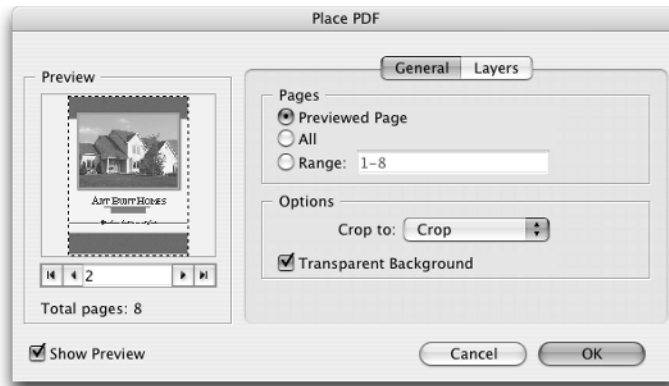 Place PDF
General Layers
Preview
Pages
Previewed Page
All
Range: 1-8
Options
Crop to: Crop
Transparent Background
2
Total pages: 8
Show Preview
Cancel OK